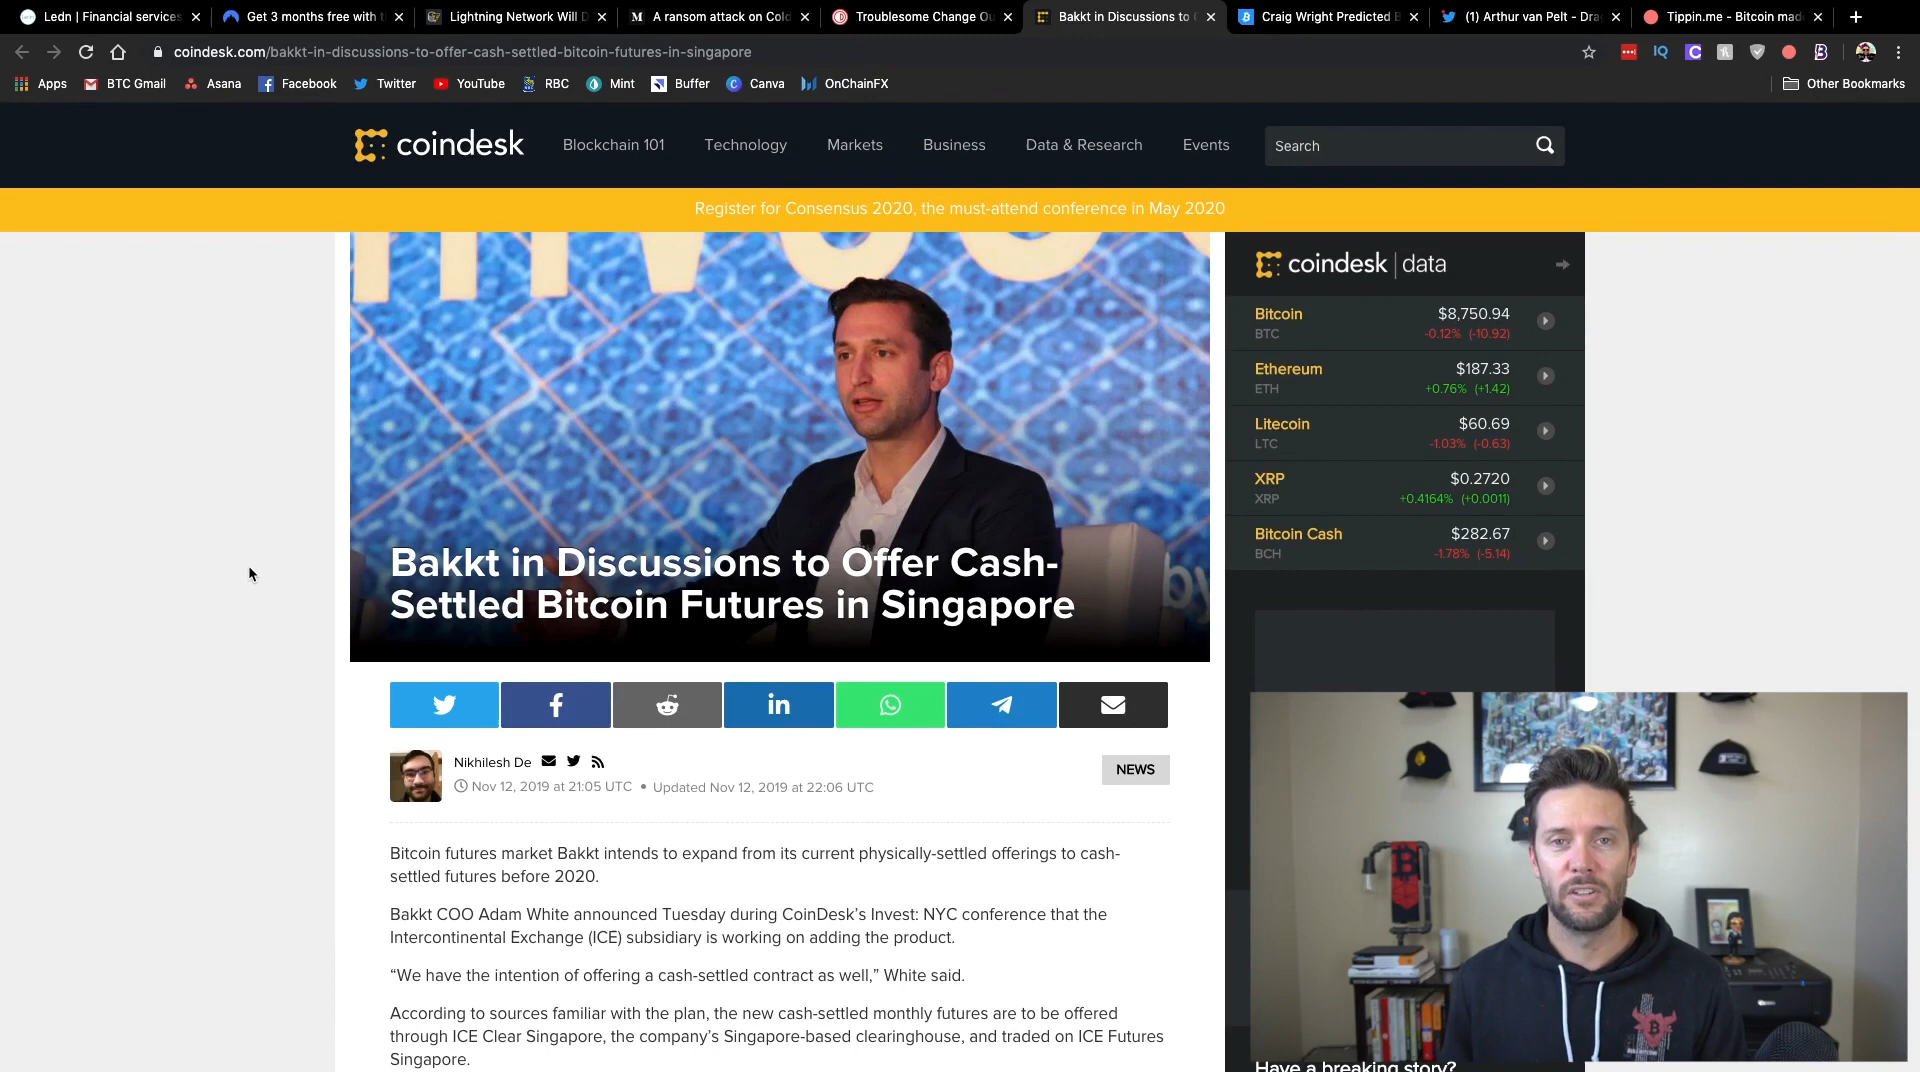 Ledn | Financial services
Get 3 months free with t
Lightning Network Will D
A ransom attack on Cold
Troublesome Change Ou
Bakkt in Discussions to
Craig Wright Predicted B
(1) Arthur van Pelt - Dra
Tippin.me - Bitcoin mad
coindesk.com/bakkt-in-discussions-to-offer-cash-settled-bitcoin-futures-in-singapore
Apps
BTC Gmail
Asana
Facebook
Twitter
YouTube
RBC
Mint
Buffer
Canva
OnChainFX
Other Bookmarks
coindesk
Blockchain 101
Technology
Markets
Business
Data & Research
Events
Search
Register for Consensus 2020, the must-attend conference in May 2020
coindesk | data
Bitcoin $8,750.94
BTC -0.12% (-10.92)
Ethereum $187.33
ETH +0.76% (+1.42)
Litecoin $60.69
LTC -1.03% (-0.63)
XRP $0.2720
XRP +0.4164% (+0.0011)
Bitcoin Cash $282.67
BCH -1.78% (-5.14)
Bakkt in Discussions to Offer Cash-
Settled Bitcoin Futures in Singapore
by
Nikhilesh De
Nov 12, 2019 at 21:05 UTC • Updated Nov 12, 2019 at 22:06 UTC
NEWS
Bitcoin futures market Bakkt intends to expand from its current physically-settled offerings to cash-
settled futures before 2020.
Bakkt COO Adam White announced Tuesday during CoinDesk’s Invest: NYC conference that the
Intercontinental Exchange (ICE) subsidiary is working on adding the product.
“We have the intention of offering a cash-settled contract as well,” White said.
According to sources familiar with the plan, the new cash-settled monthly futures are to be offered
through ICE Clear Singapore, the company’s Singapore-based clearinghouse, and traded on ICE Futures
Singapore.
Have a breaking story?